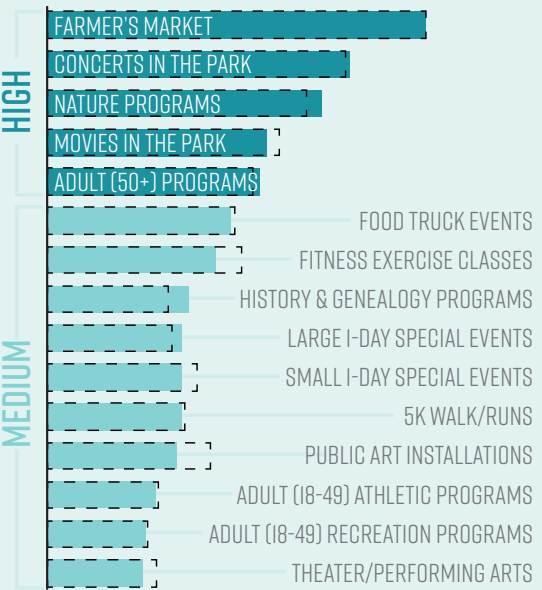 HIGH
FARMER'S MARKET
CONCERTS IN THE PARK
NATURE PROGRAMS
MOVIES IN THE PARK
ADULT (50+) PROGRAMS
MEDIUM
FOOD TRUCK EVENTS
FITNESS EXERCISE CLASSES
HISTORY & GENEALOGY PROGRAMS
LARGE 1-DAY SPECIAL EVENTS
SMALL 1-DAY SPECIAL EVENTS
5K WALK/RUNS
PUBLIC ART INSTALLATIONS
ADULT (18-49) ATHLETIC PROGRAMS
ADULT (18-49) RECREATION PROGRAMS
THEATER/PERFORMING ARTS